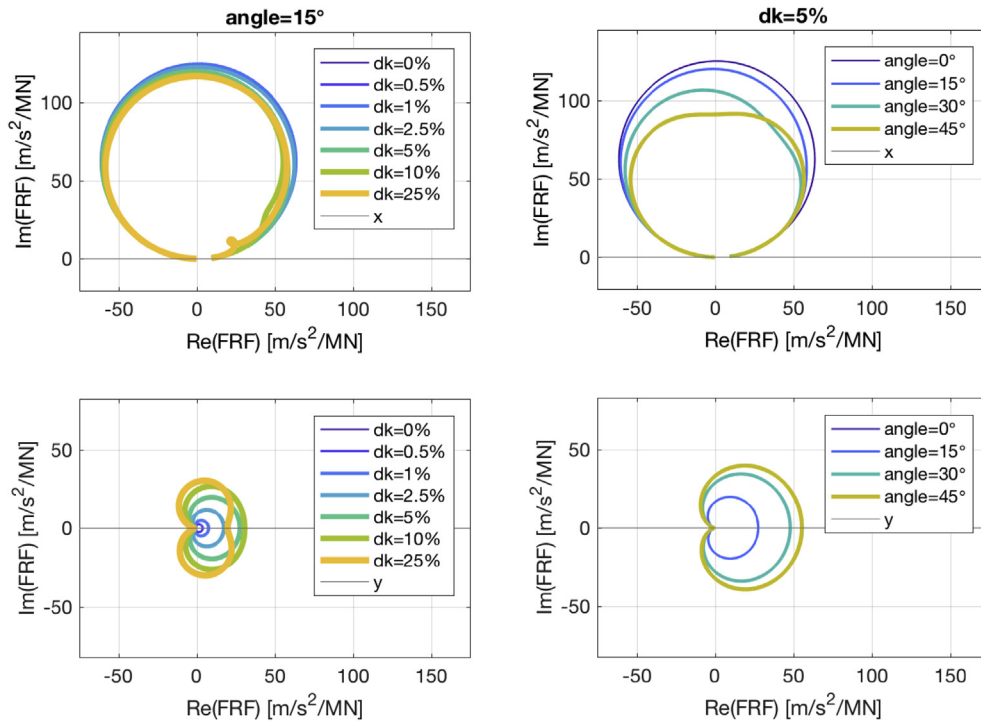 angle=15°
Im(FRF) [m/s²/MN]
100
50
0
-50 0 50 100 150
Re(FRF) [m/s²/MN]
dk=0%
dk=0.5%
dk=1%
dk=2.5%
dk=5%
dk=10%
dk=25%
x
dk=5%
Im(FRF) [m/s²/MN]
100
50
0
-50 0 50 100 150
Re(FRF) [m/s²/MN]
angle=0°
angle=15°
angle=30°
angle=45°
x
Im(FRF) [m/s²/MN]
50
0
-50
-50 0 50 100 150
Re(FRF) [m/s²/MN]
dk=0%
dk=0.5%
dk=1%
dk=2.5%
dk=5%
dk=10%
dk=25%
y
Im(FRF) [m/s²/MN]
50
0
-50
-50 0 50 100 150
Re(FRF) [m/s²/MN]
angle=0°
angle=15°
angle=30°
angle=45°
y